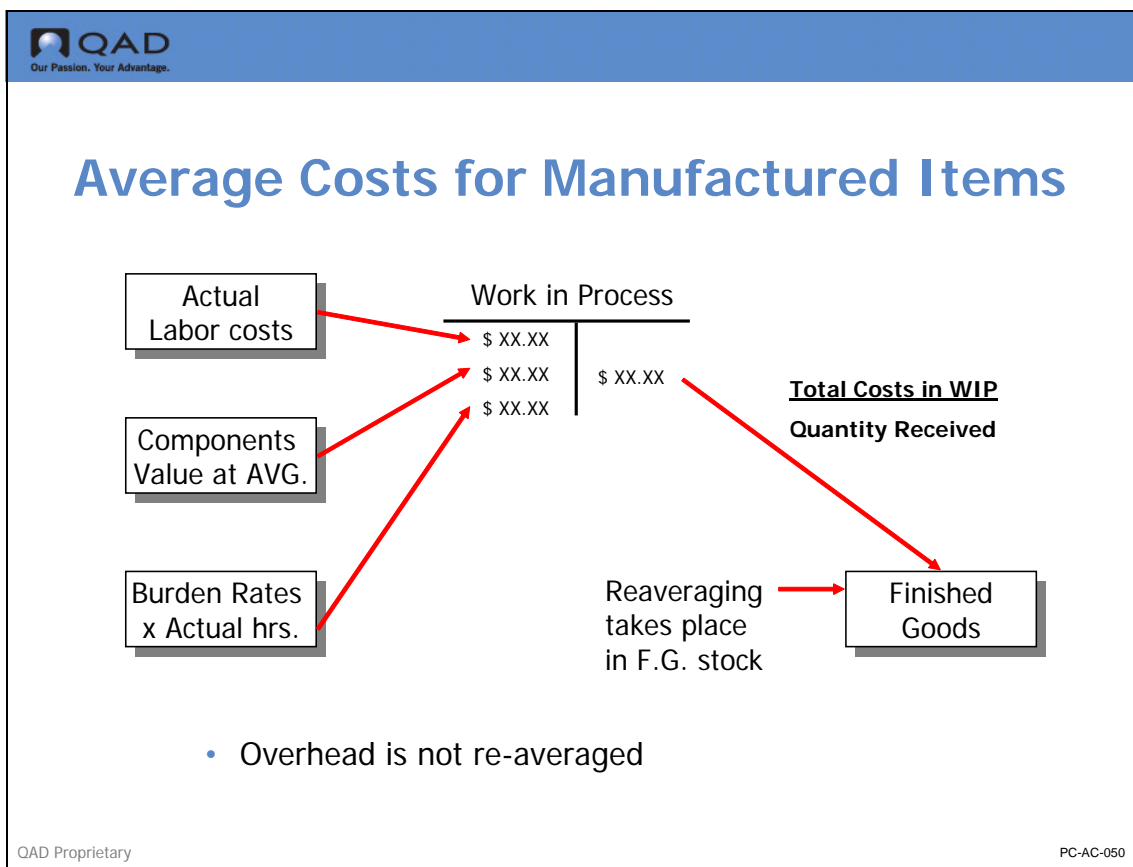 QAD
Our Passion. Your Advantage.
Average Costs for Manufactured Items
Actual
Labor costs
Components
Value at AVG.
Burden Rates
x Actual hrs.
Work in Process
$ XX.XX
$ XX.XX
$ XX.XX
$ XX.XX
Total Costs in WIP
Quantity Received
Reaveraging
takes place
in F.G. stock
Finished
Goods
• Overhead is not re-averaged
QAD Proprietary
PC-AC-050